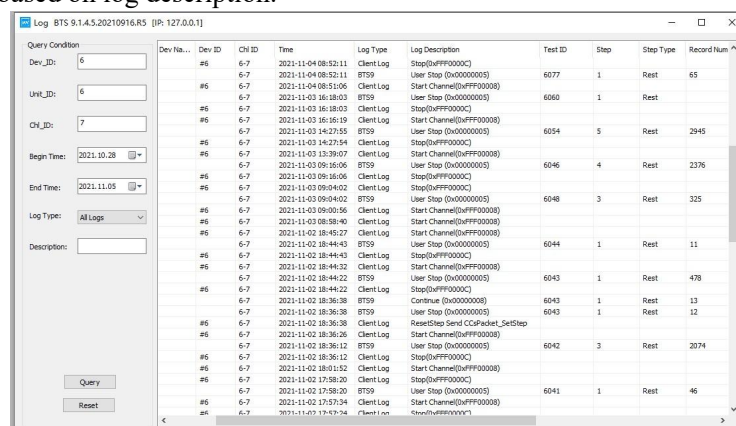 based on log description.
Log BTS 9.1.4.5.20210916.R5 [IP: 127.0.0.1]
Query Condition
Dev_ID: 6
Unit_ID: 6
Chl_ID: 7
Begin Time: 2021.10.28
End Time: 2021.11.05
Log Type: All Logs
Description:
Query
Reset
Dev Na... Dev ID Chl ID Time Log Type Log Description Test ID Step Step Type Record Num
#6 6-7 2021-11-04 08:52:11 Client Log Stop(0xFFF0000C)
6-7 2021-11-04 08:52:11 BTS9 User Stop (0x00000005) 6077 1 Rest 65
#6 6-7 2021-11-04 08:51:06 Client Log Start Channel(0xFFF00008)
6-7 2021-11-03 16:18:03 BTS9 User Stop (0x00000005) 6060 1 Rest
#6 6-7 2021-11-03 16:18:03 Client Log Stop(0xFFF0000C)
#6 6-7 2021-11-03 16:16:19 Client Log Start Channel(0xFFF00008)
6-7 2021-11-03 14:27:55 BTS9 User Stop (0x00000005) 6054 5 Rest 2945
#6 6-7 2021-11-03 14:27:54 Client Log Stop(0xFFF0000C)
#6 6-7 2021-11-03 13:39:07 Client Log Start Channel(0xFFF00008)
6-7 2021-11-03 09:16:06 BTS9 User Stop (0x00000005) 6046 4 Rest 2376
#6 6-7 2021-11-03 09:16:06 Client Log Stop(0xFFF0000C)
#6 6-7 2021-11-03 09:04:02 Client Log Stop(0xFFF0000C)
6-7 2021-11-03 09:04:02 BTS9 User Stop (0x00000005) 6048 3 Rest 325
#6 6-7 2021-11-03 09:00:56 Client Log Start Channel(0xFFF00008)
#6 6-7 2021-11-03 08:58:40 Client Log Start Channel(0xFFF00008)
#6 6-7 2021-11-02 18:45:27 Client Log Start Channel(0xFFF00008)
6-7 2021-11-02 18:44:43 BTS9 User Stop (0x00000005) 6044 1 Rest 11
#6 6-7 2021-11-02 18:44:43 Client Log Stop(0xFFF0000C)
#6 6-7 2021-11-02 18:44:32 Client Log Start Channel(0xFFF00008)
6-7 2021-11-02 18:44:22 BTS9 User Stop (0x00000005) 6043 1 Rest 478
#6 6-7 2021-11-02 18:44:22 Client Log Stop(0xFFF0000C)
6-7 2021-11-02 18:36:38 BTS9 Continue (0x00000008) 6043 1 Rest 13
6-7 2021-11-02 18:36:38 BTS9 User Stop (0x00000005) 6043 1 Rest 12
#6 6-7 2021-11-02 18:36:38 Client Log ResetStep Send CCsPacket_SetStep
#6 6-7 2021-11-02 18:36:26 Client Log Start Channel(0xFFF00008)
6-7 2021-11-02 18:36:12 BTS9 User Stop (0x00000005) 6042 3 Rest 2074
#6 6-7 2021-11-02 18:36:12 Client Log Stop(0xFFF0000C)
#6 6-7 2021-11-02 18:01:52 Client Log Start Channel(0xFFF00008)
#6 6-7 2021-11-02 17:58:20 Client Log Stop(0xFFF0000C)
6-7 2021-11-02 17:58:20 BTS9 User Stop (0x00000005) 6041 1 Rest 46
#6 6-7 2021-11-02 17:57:34 Client Log Start Channel(0xFFF00008)
#6 6-7 2021-11-02 17:57:24 Client Log Stop(0xFFF0000C)